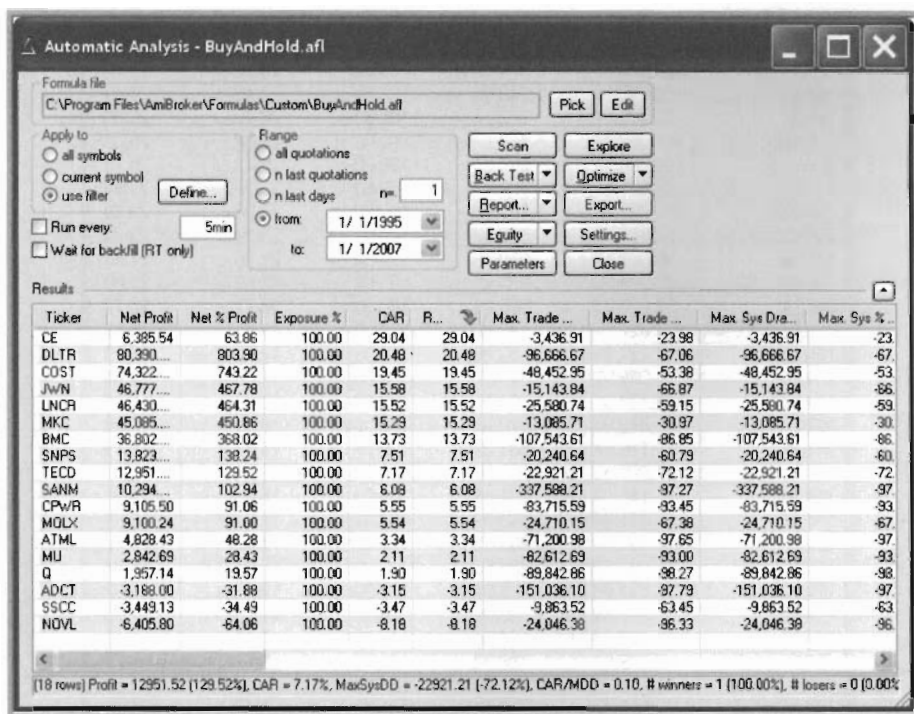 Automatic Analysis - BuyAndHold.afl
Formula file
C:\Program Files\AmiBroker\Formulas\Custom\BuyAndHold.afl Pick Edit
Apply to Range
all symbols all quotations Scan Explore
current symbol n last quotations Back Test Optimize
use filter Define... n last days n= 1 Report... Export...
Run every: 5min from: 1/ 1/1995 Equity Settings...
Wait for backfill (RT only) to: 1/ 1/2007 Parameters Close
Results
Ticker Net Profit Net % Profit Exposure % CAR R... Max. Trade ... Max. Trade ... Max. Sys Dra... Max. Sys % ...
CE 6,385.54 63.86 100.00 29.04 29.04 -3,436.91 -23.98 -3,436.91 -23.
DLTR 80,390.... 803.90 100.00 20.48 20.48 -96,666.67 -67.06 -96,666.67 -67.
COST 74,322.... 743.22 100.00 19.45 19.45 -48,452.95 -53.38 -48,452.95 -53.
JWN 46,777.... 467.78 100.00 15.58 15.58 -15,143.84 -66.87 -15,143.84 -66.
LNCR 46,430.... 464.31 100.00 15.52 15.52 -25,580.74 -59.15 -25,580.74 -59.
MKC 45,085.... 450.86 100.00 15.29 15.29 -13,085.71 -30.97 -13,085.71 -30.
BMC 36,802.... 368.02 100.00 13.73 13.73 -107,543.61 -86.85 -107,543.61 -86.
SNPS 13,823.... 138.24 100.00 7.51 7.51 -20,240.64 -60.79 -20,240.64 -60.
TECD 12,951.... 129.52 100.00 7.17 7.17 -22,921.21 -72.12 -22,921.21 -72.
SANM 10,294.... 102.94 100.00 6.08 6.08 -337,588.21 -97.27 -337,588.21 -97.
CPWR 9,105.50 91.06 100.00 5.55 5.55 -83,715.59 -93.45 -83,715.59 -93.
MOLX 9,100.24 91.00 100.00 5.54 5.54 -24,710.15 -67.38 -24,710.15 -67.
ATML 4,828.43 48.28 100.00 3.34 3.34 -71,200.98 -97.65 -71,200.98 -97.
MU 2,842.69 28.43 100.00 2.11 2.11 -82,612.69 -93.00 -82,612.69 -93.
Q 1,957.14 19.57 100.00 1.90 1.90 -89,842.86 -98.27 -89,842.86 -98.
ADCT -3,188.00 -31.88 100.00 -3.15 -3.15 -151,036.10 -97.79 -151,036.10 -97.
SSCC -3,449.13 -34.49 100.00 -3.47 -3.47 -9,863.52 -63.45 -9,863.52 -63.
NOVL -6,405.80 -64.06 100.00 -8.18 -8.18 -24,046.38 -96.33 -24,046.38 -96.
(18 rows) Profit = 12951.52 (129.52%), CAR = 7.17%, MaxSysDD = -22921.21 (-72.12%), CAR/MDD = 0.10, # winners = 1 (100.00%), # losers = 0 (0.00%